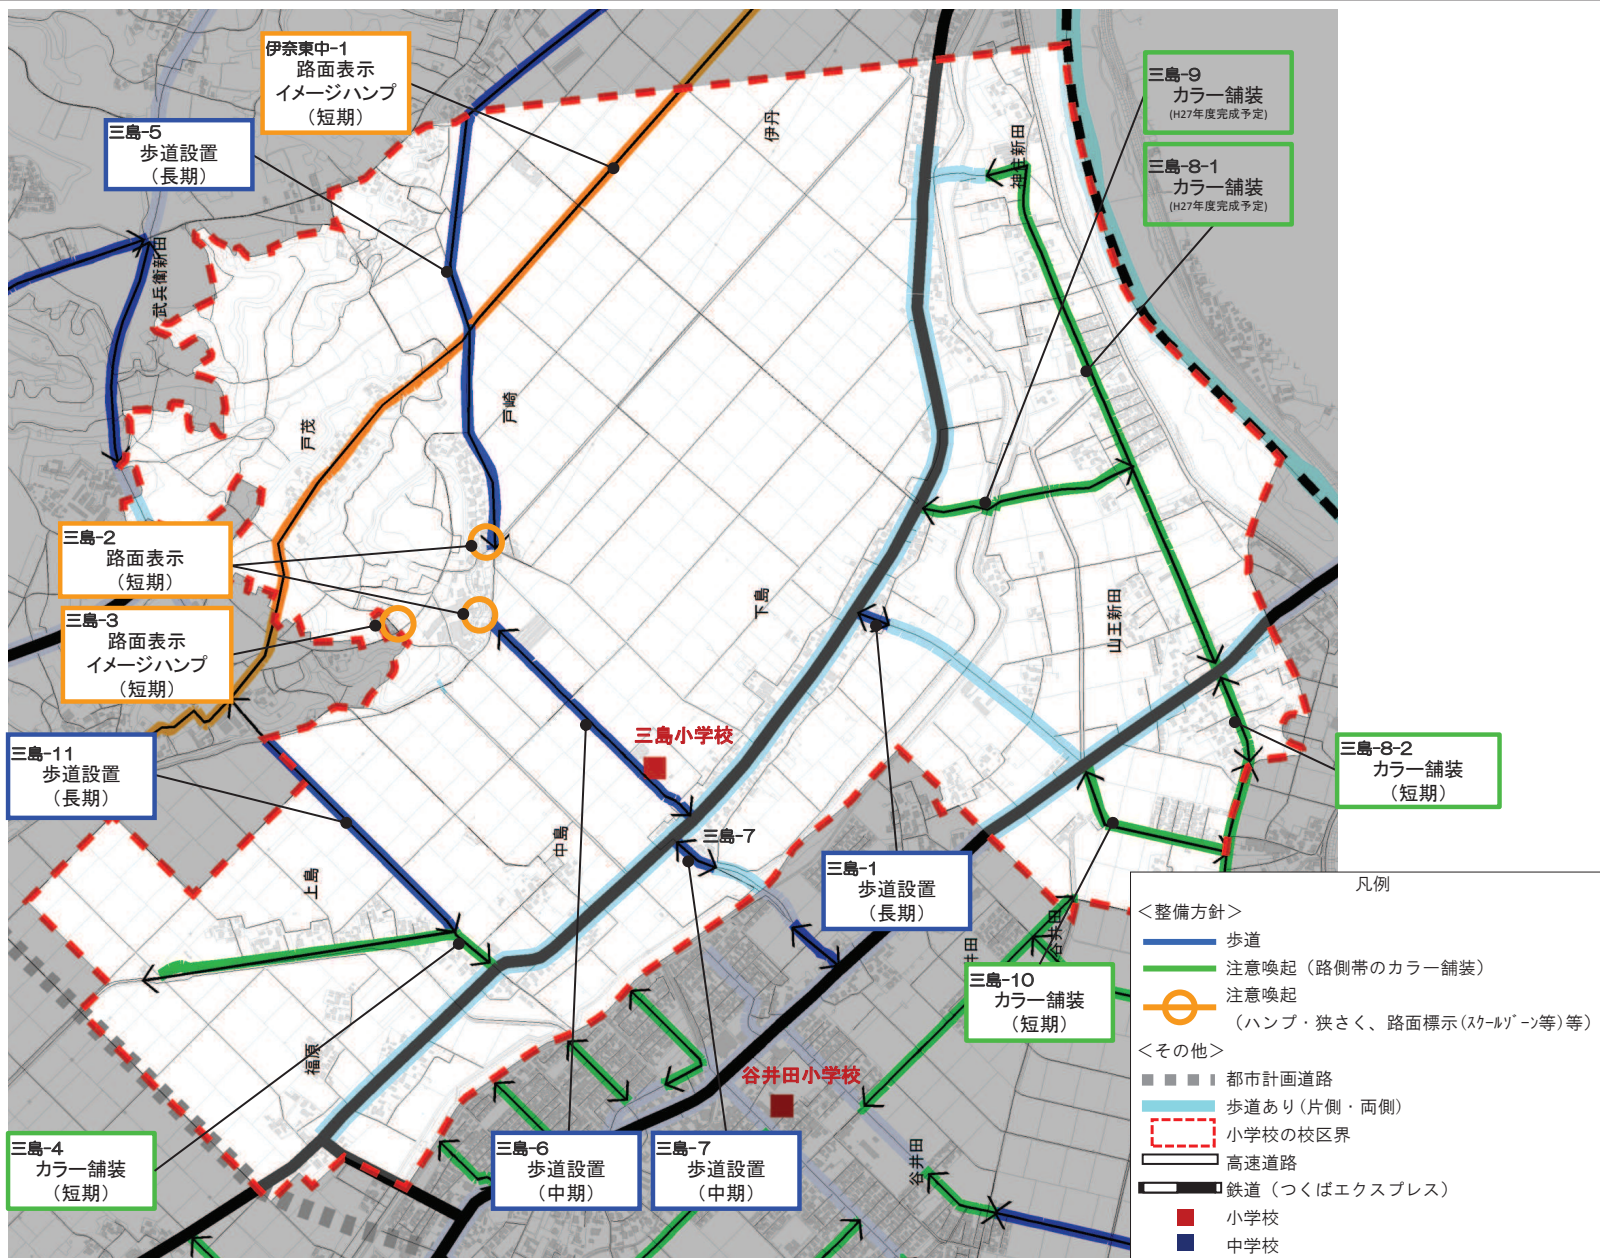 伊奈東中-1
路面表示
イメージハンプ
(短期)
三島-5
歩道設置
(長期)
三島-9
カラー舗装
(H27年度完成予定)
三島-8-1
カラー舗装
(H27年度完成予定)
伊丹
神住新田
武兵衛新田
戸崎
戸茂
三島-2
路面表示
(短期)
三島-3
路面表示
イメージハンプ
(短期)
下島
山王新田
三島-11
歩道設置
(長期)
三島小学校
三島-8-2
カラー舗装
(短期)
中島
三島-7
上島
三島-1
歩道設置
(長期)
谷井田
井田
三島-10
カラー舗装
(短期)
福原
谷井田小学校
三島-4
カラー舗装
(短期)
三島-6
歩道設置
(中期)
三島-7
歩道設置
(中期)
谷井田
凡例
＜整備方針＞
歩道
注意喚起（路側帯のカラー舗装）
注意喚起
（ハンプ・狭さく、路面標示(ｽｸｰﾙｿﾞｰﾝ等)等）
＜その他＞
都市計画道路
歩道あり(片側・両側)
小学校の校区界
高速道路
鉄道（つくばエクスプレス）
小学校
中学校